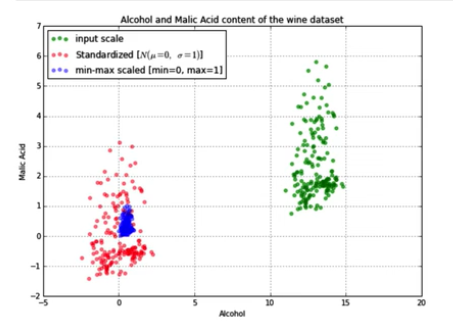 Alcohol and Malic Acid content of the wine dataset
7
input scale
Standardized [N(μ=0, σ=1)]
min-max scaled [min=0, max=1]
6
5
4
3
2
1
0
−1
−2
Malic Acid
−5
0
5
10
15
20
Alcohol